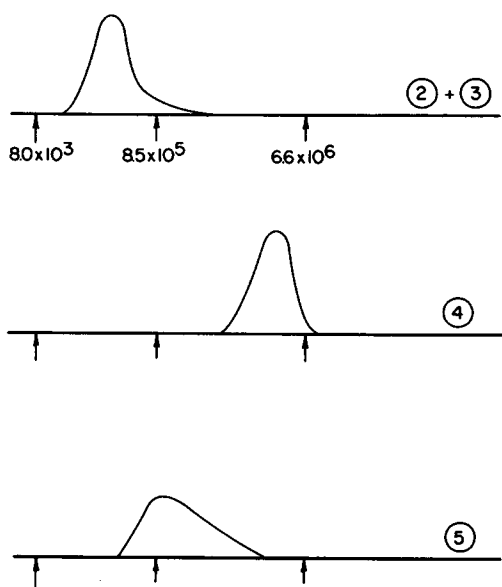 ② + ③
8.0x10³ 8.5x10⁵ 6.6x10⁶
④
⑤